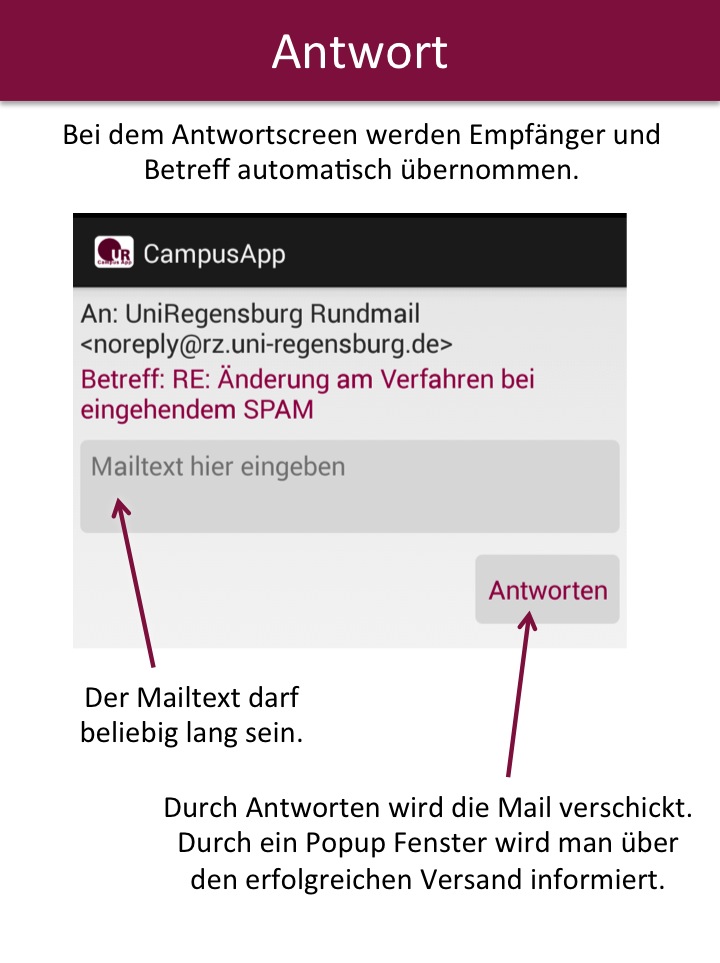 Antwort
Bei dem Antwortscreen werden Empfänger und
Betreff automatisch übernommen.
UR
Campus App
CampusApp
An: UniRegensburg Rundmail
<noreply@rz.uni-regensburg.de>
Betreff: RE: Änderung am Verfahren bei
eingehendem SPAM
Mailtext hier eingeben
Antworten
Der Mailtext darf
beliebig lang sein.
Durch Antworten wird die Mail verschickt.
Durch ein Popup Fenster wird man über
den erfolgreichen Versand informiert.